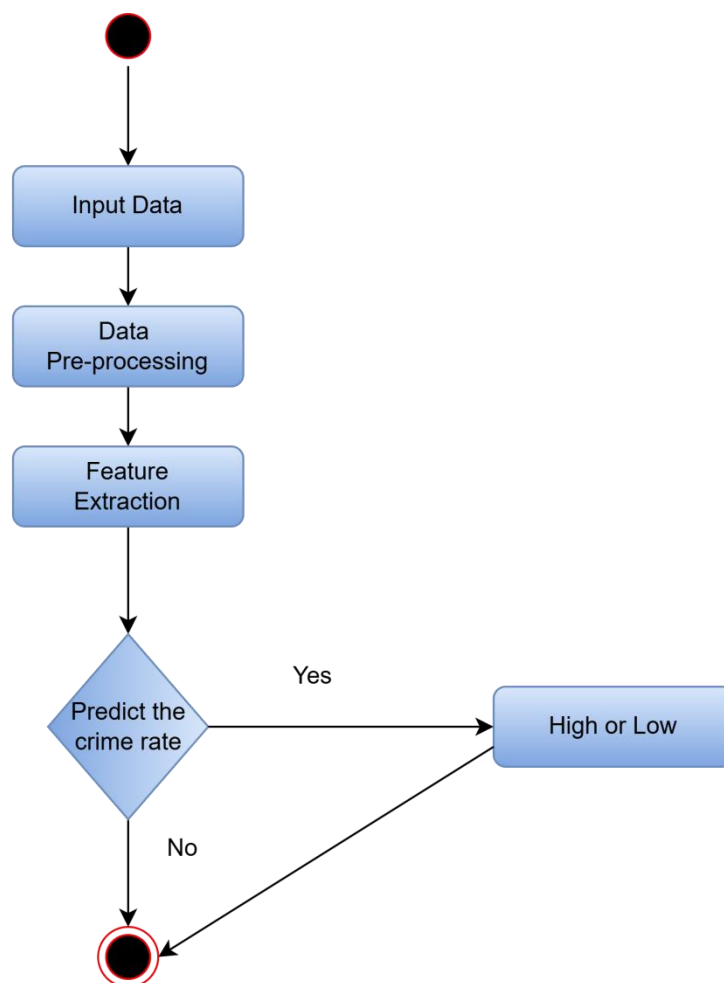 Input Data
Data
Pre-processing
Feature
Extraction
Predict the
crime rate
Yes
High or Low
No